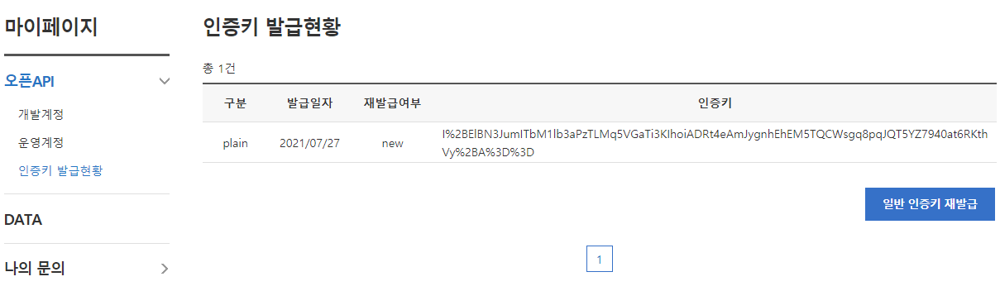 마이페이지
오픈API
개발계정
운영계정
인증키 발급현황
DATA
나의 문의
인증키 발급현황
총 1건
구분 발급일자 재발급여부 인증키
plain 2021/07/27 new I%2BElBN3JumITbM1lb3aPzTLMq5VGaTi3KIhoiADRt4eAmJygnhEhEM5TQCWsgq8pqJQT5YZ7940at6RKth
Vy%2BA%3D%3D
일반 인증키 재발급
1